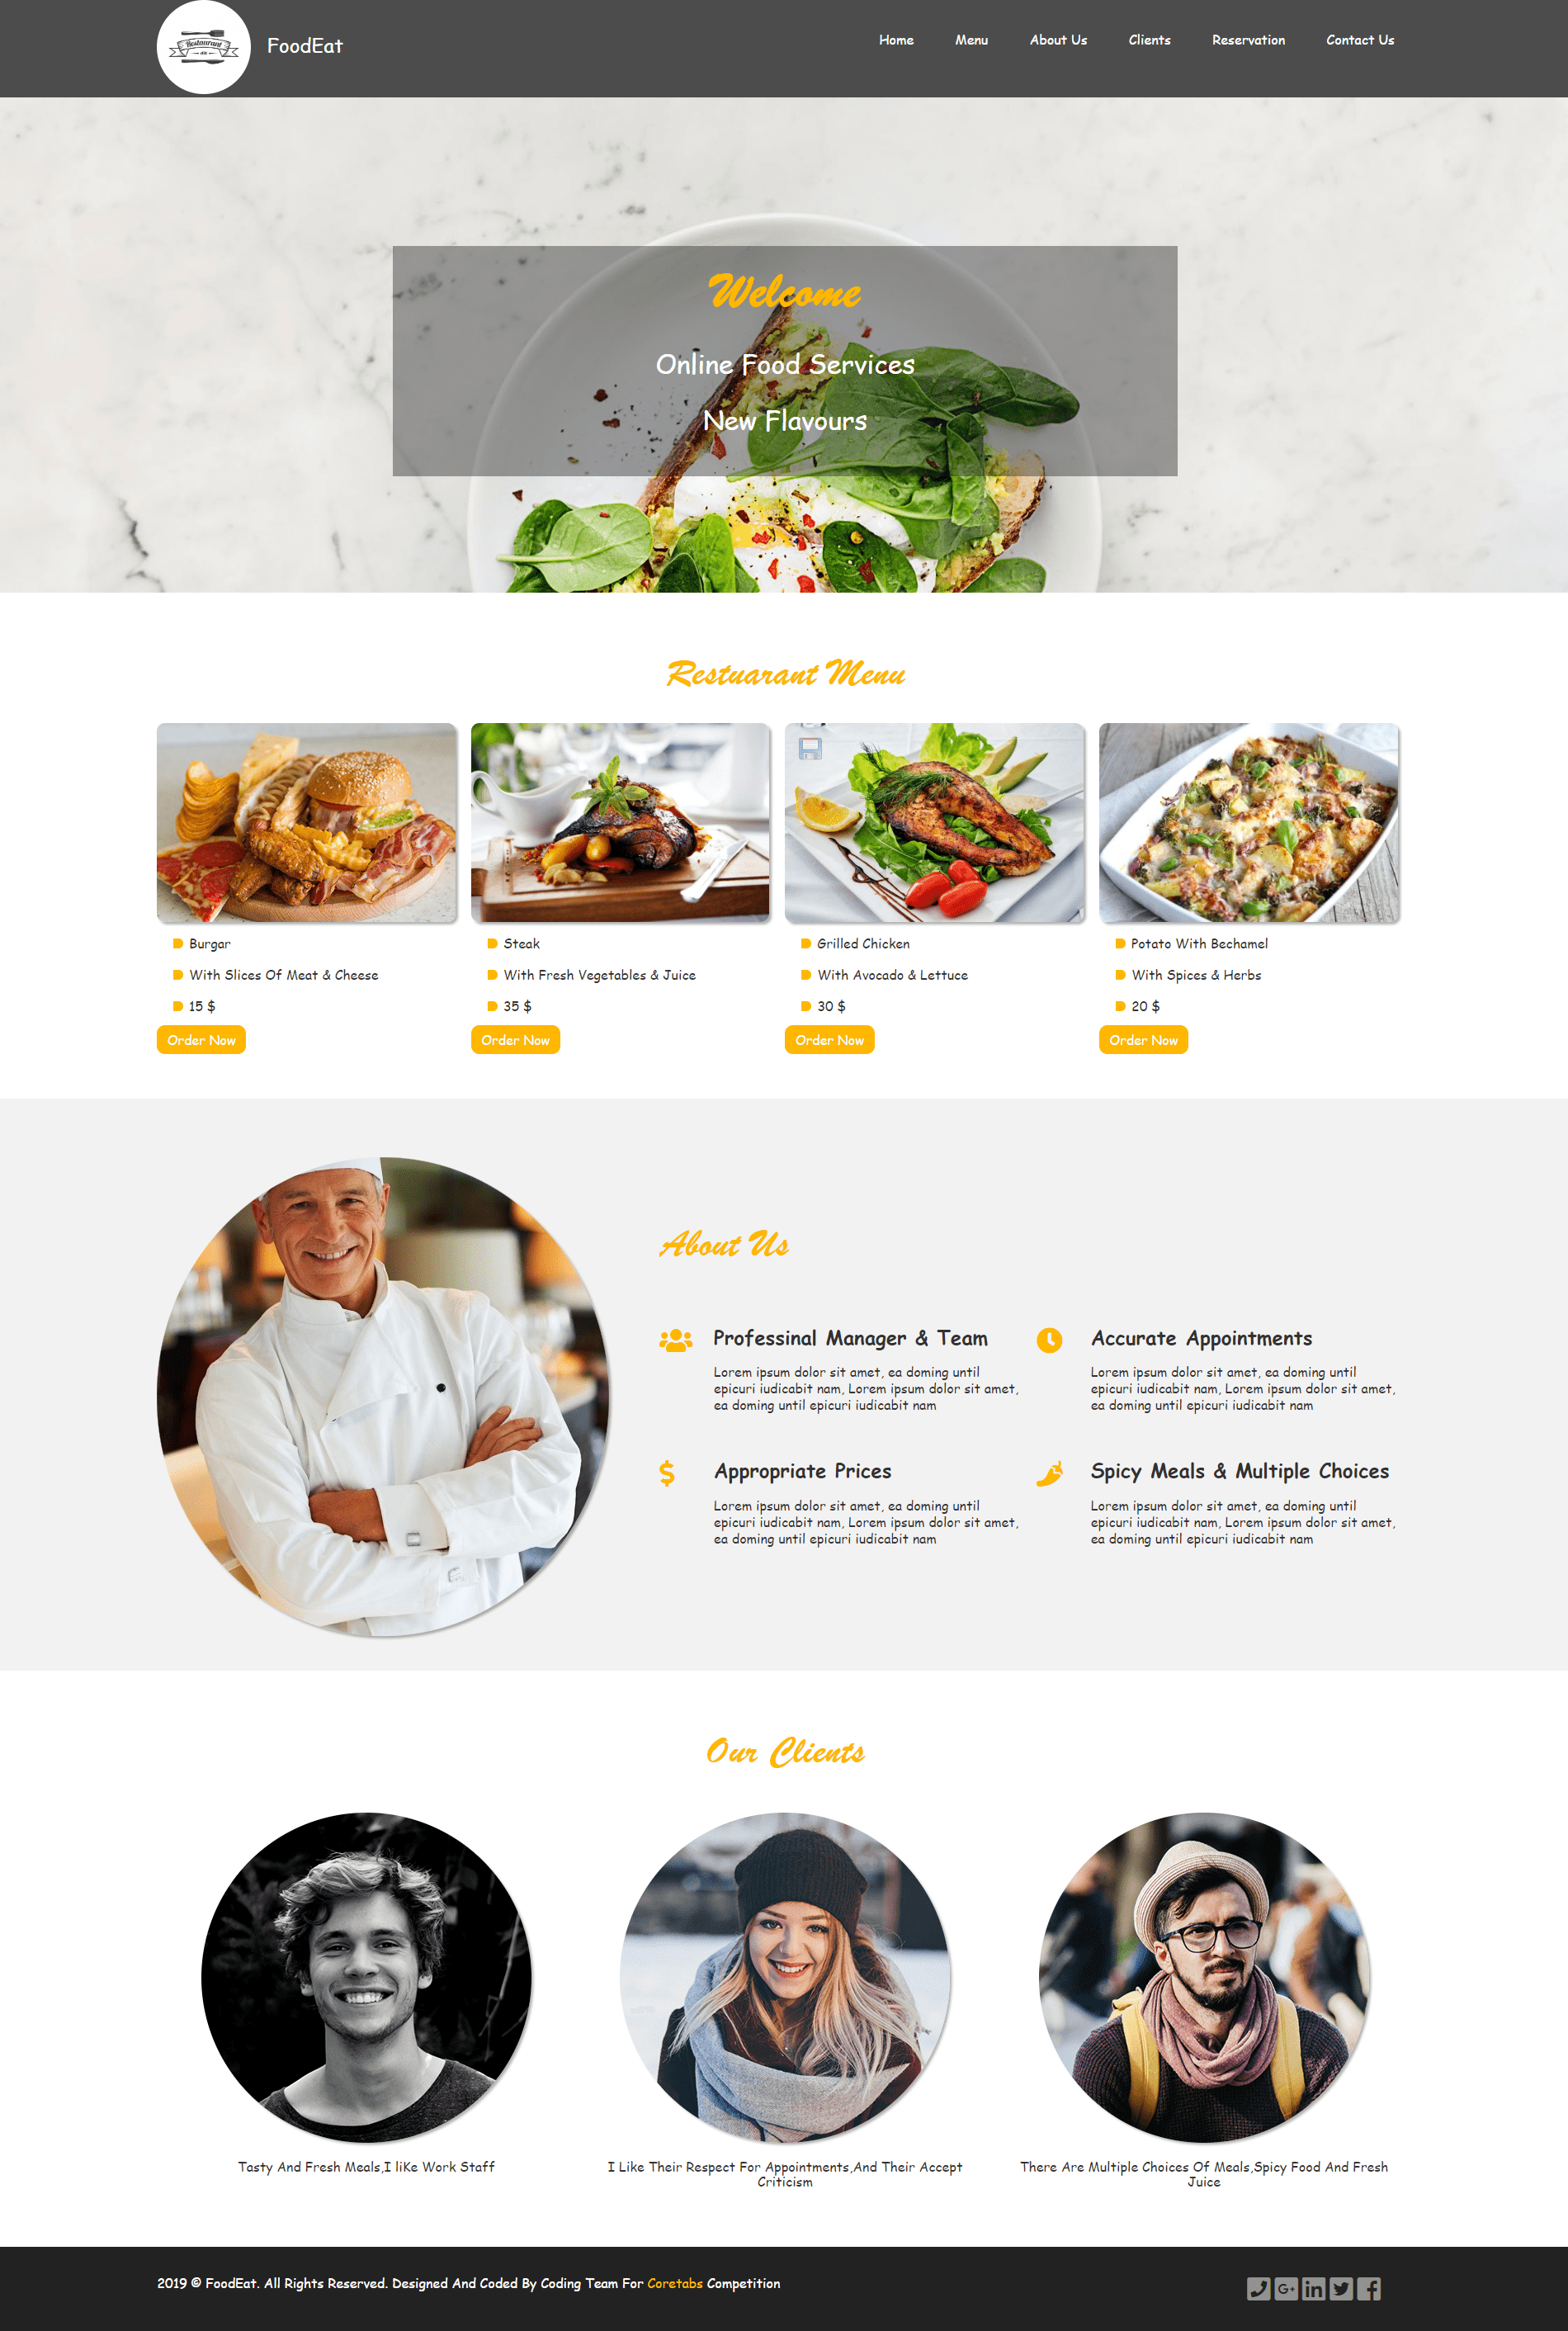 Restaurant
FoodEat
Home Menu About Us Clients Reservation Contact Us
Welcome
Online Food Services
New Flavours
Restuarant Menu
Burgar
With Slices Of Meat & Cheese
15 $
Order Now
Steak
With Fresh Vegetables & Juice
35 $
Order Now
Grilled Chicken
With Avocado & Lettuce
30 $
Order Now
Potato With Bechamel
With Spices & Herbs
20 $
Order Now
About Us
Professinal Manager & Team
Lorem ipsum dolor sit amet, ea doming until
epicuri iudicabit nam, Lorem ipsum dolor sit amet,
ea doming until epicuri iudicabit nam
Accurate Appointments
Lorem ipsum dolor sit amet, ea doming until
epicuri iudicabit nam, Lorem ipsum dolor sit amet,
ea doming until epicuri iudicabit nam
Appropriate Prices
Lorem ipsum dolor sit amet, ea doming until
epicuri iudicabit nam, Lorem ipsum dolor sit amet,
ea doming until epicuri iudicabit nam
Spicy Meals & Multiple Choices
Lorem ipsum dolor sit amet, ea doming until
epicuri iudicabit nam, Lorem ipsum dolor sit amet,
ea doming until epicuri iudicabit nam
Our Clients
Tasty And Fresh Meals,I liKe Work Staff
I Like Their Respect For Appointments,And Their Accept
Criticism
There Are Multiple Choices Of Meals,Spicy Food And Fresh
Juice
2019 © FoodEat. All Rights Reserved. Designed And Coded By Coding Team For Coretabs Competition